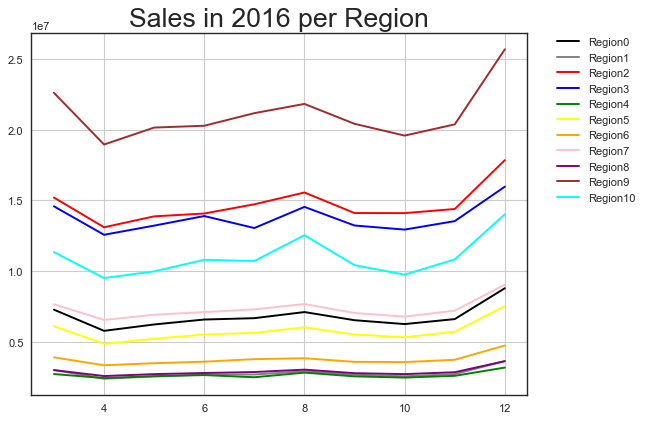 Sales in 2016 per Region
1e7
2.5
2.0
1.5
1.0
0.5
4
6
8
10
12
Region0
Region1
Region2
Region3
Region4
Region5
Region6
Region7
Region8
Region9
Region10